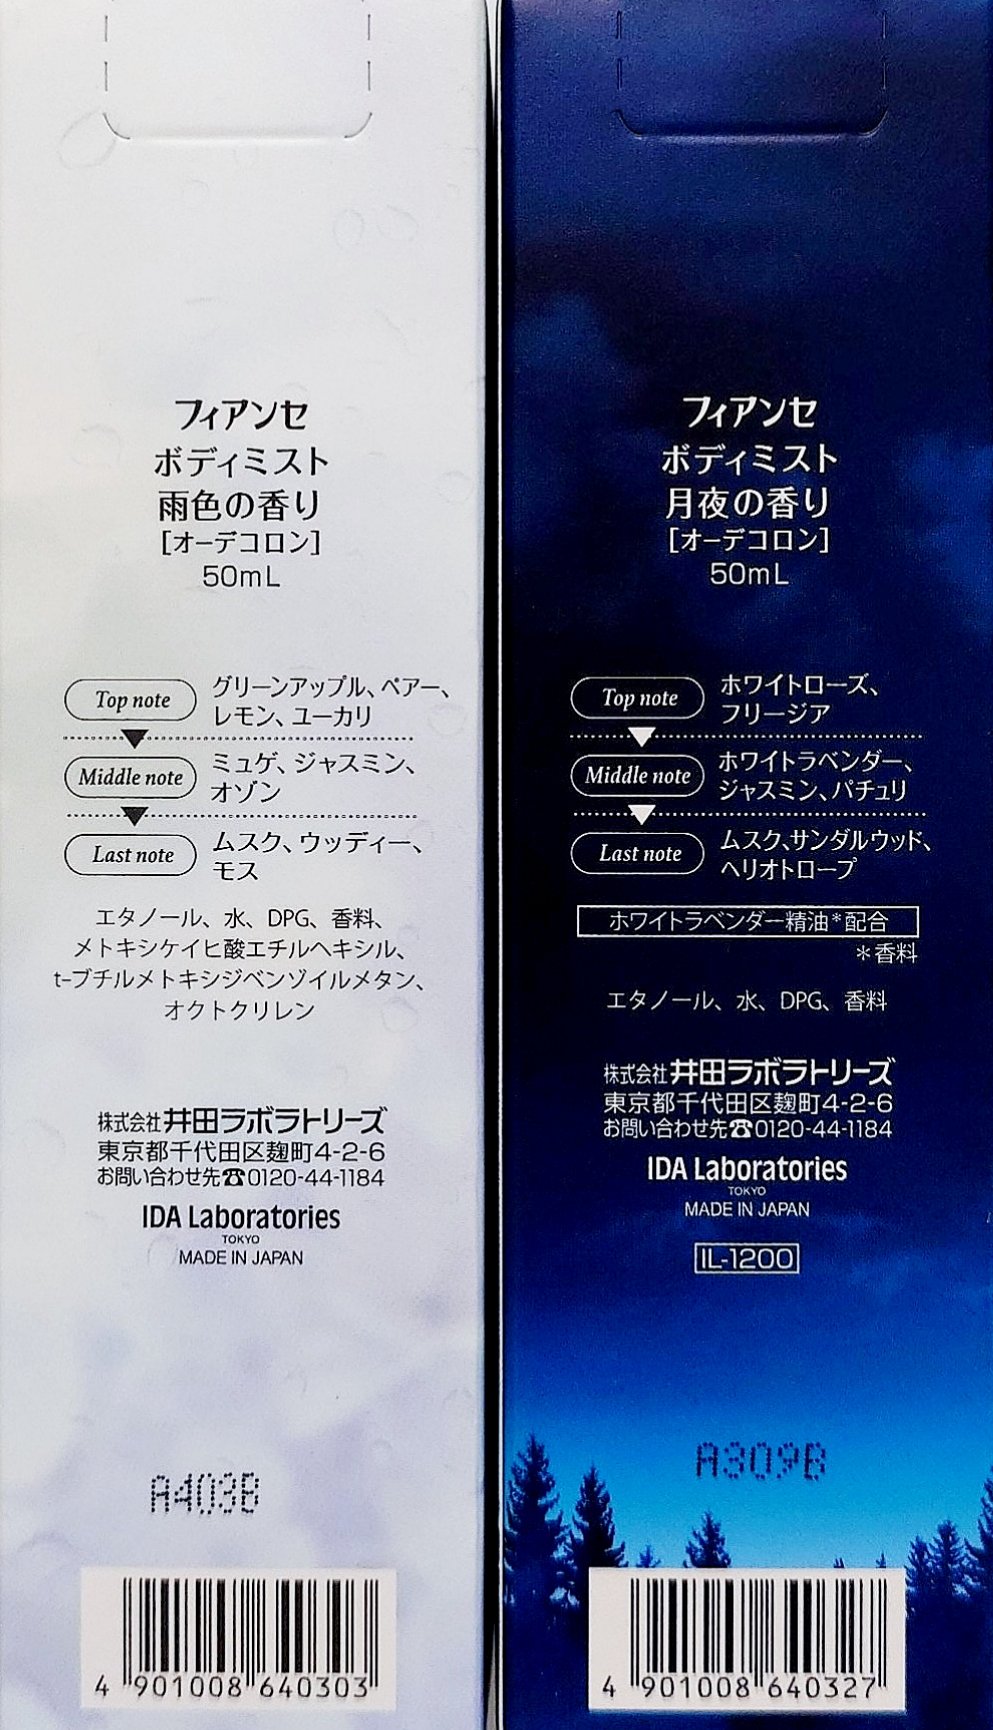 フィアンセ
ボディミスト
雨色の香り
[オーデコロン]
50mL
Top note
グリーンアップル、ペアー、
レモン、ユーカリ
Middle note
ミュゲ、ジャスミン、
オゾン
Last note
ムスク、ウッディー、
モス
エタノール、水、DPG、香料、
メトキシケイヒ酸エチルヘキシル、
t-ブチルメトキシジベンゾイルメタン、
オクトクリレン
株式会社井田ラボラトリーズ
東京都千代田区麹町4-2-6
お問い合わせ先☎0120-44-1184
IDA Laboratories
TOKYO
MADE IN JAPAN
A403B
4 901008 640303
フィアンセ
ボディミスト
月夜の香り
[オーデコロン]
50mL
Top note
ホワイトローズ、
フリージア
Middle note
ホワイトラベンダー、
ジャスミン、パチュリ
Last note
ムスク、サンダルウッド、
ヘリオトロープ
ホワイトラベンダー精油*配合
*香料
エタノール、水、DPG、香料
株式会社井田ラボラトリーズ
東京都千代田区麹町4-2-6
お問い合わせ先☎0120-44-1184
IDA Laboratories
TOKYO
MADE IN JAPAN
IL-1200
A309B
4 901008 640327